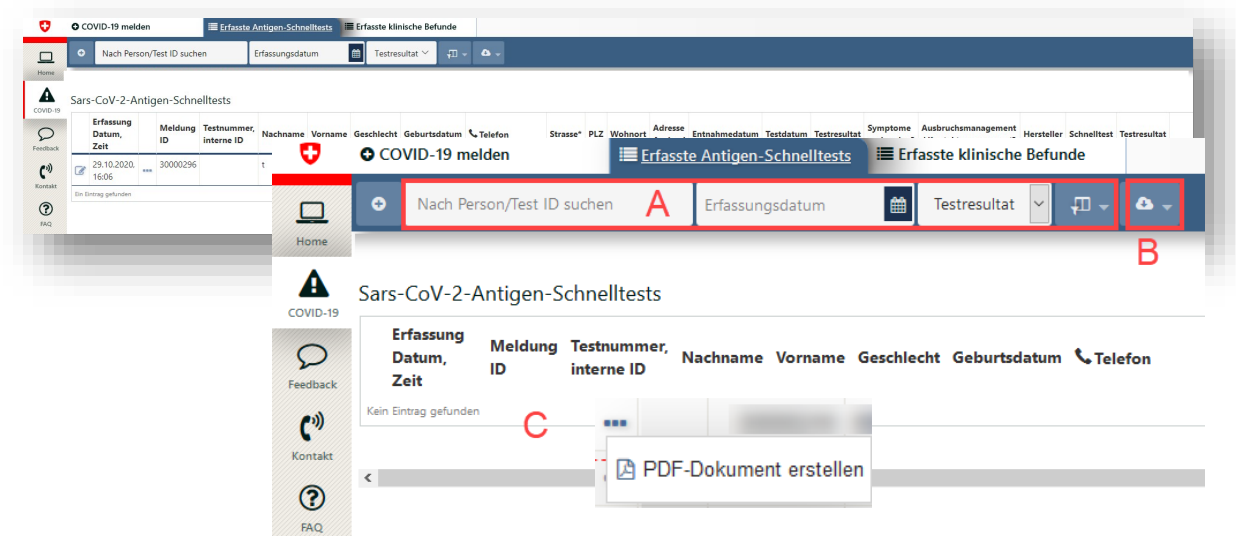 COVID-19 melden
Erfasste Antigen-Schnelltests
Erfasste klinische Befunde
Nach Person/Test ID suchen
Erfassungsdatum
Testresultat
Home
COVID-19
Feedback
Kontakt
FAQ
Sars-CoV-2-Antigen-Schnelltests
Erfassung
Datum,
Zeit
Meldung
ID
Testnummer,
interne ID
Nachname
Vorname
Geschlecht
Geburtsdatum
Telefon
Strasse*
PLZ
Wohnort
Adresse
Entnahmedatum
Testdatum
Testresultat
Symptome
Ausbruchsmanagement
Hersteller
Schnelltest
Testresultat
29.10.2020,
16:06
30000296
t
Ein Eintrag gefunden
COVID-19 melden
Erfasste Antigen-Schnelltests
Erfasste klinische Befunde
Nach Person/Test ID suchen
A
Erfassungsdatum
Testresultat
B
Home
COVID-19
Feedback
Kontakt
FAQ
Sars-CoV-2-Antigen-Schnelltests
Erfassung
Datum,
Zeit
Meldung
ID
Testnummer,
interne ID
Nachname
Vorname
Geschlecht
Geburtsdatum
Telefon
Kein Eintrag gefunden
C
PDF-Dokument erstellen